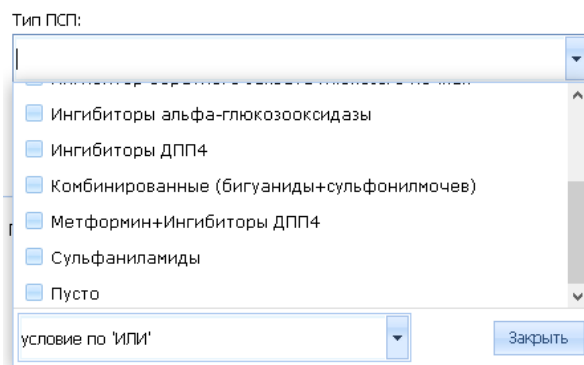 Тип ПСП:
Ингибиторы альфа-глюкозооксидазы
Ингибиторы ДПП4
Комбинированные (бигуаниды+сульфонилмочев)
Метформин+Ингибиторы ДПП4
Сульфаниламиды
Пусто
условие по 'ИЛИ'
Закрыть